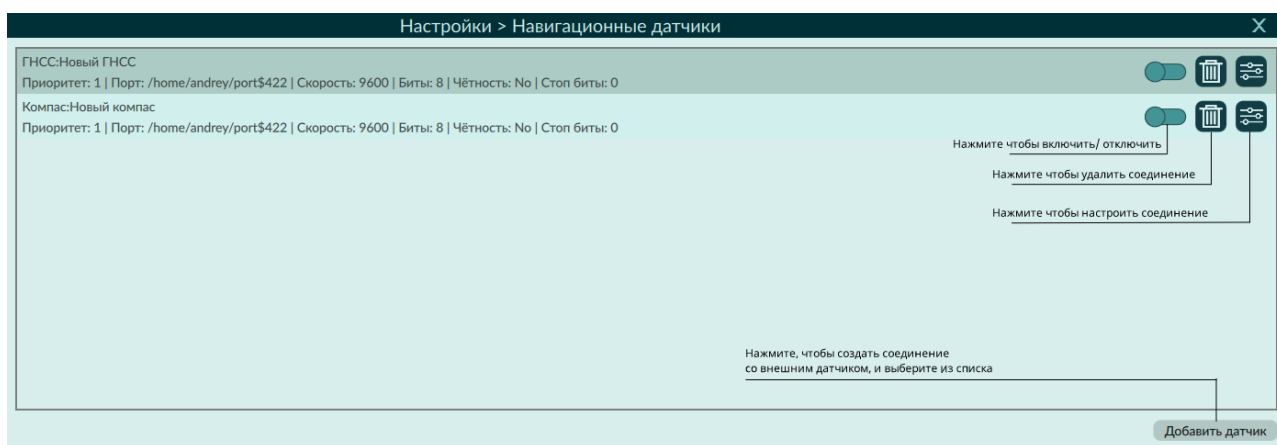 Настройки > Навигационные датчики X
ГНСС:Новый ГНСС
Приоритет: 1 | Порт: /home/andrey/port$422 | Скорость: 9600 | Биты: 8 | Чётность: No | Стоп биты: 0
Компас:Новый компас
Приоритет: 1 | Порт: /home/andrey/port$422 | Скорость: 9600 | Биты: 8 | Чётность: No | Стоп биты: 0
Нажмите чтобы включить/ отключить
Нажмите чтобы удалить соединение
Нажмите чтобы настроить соединение
Нажмите, чтобы создать соединение
со внешним датчиком, и выберите из списка
Добавить датчик